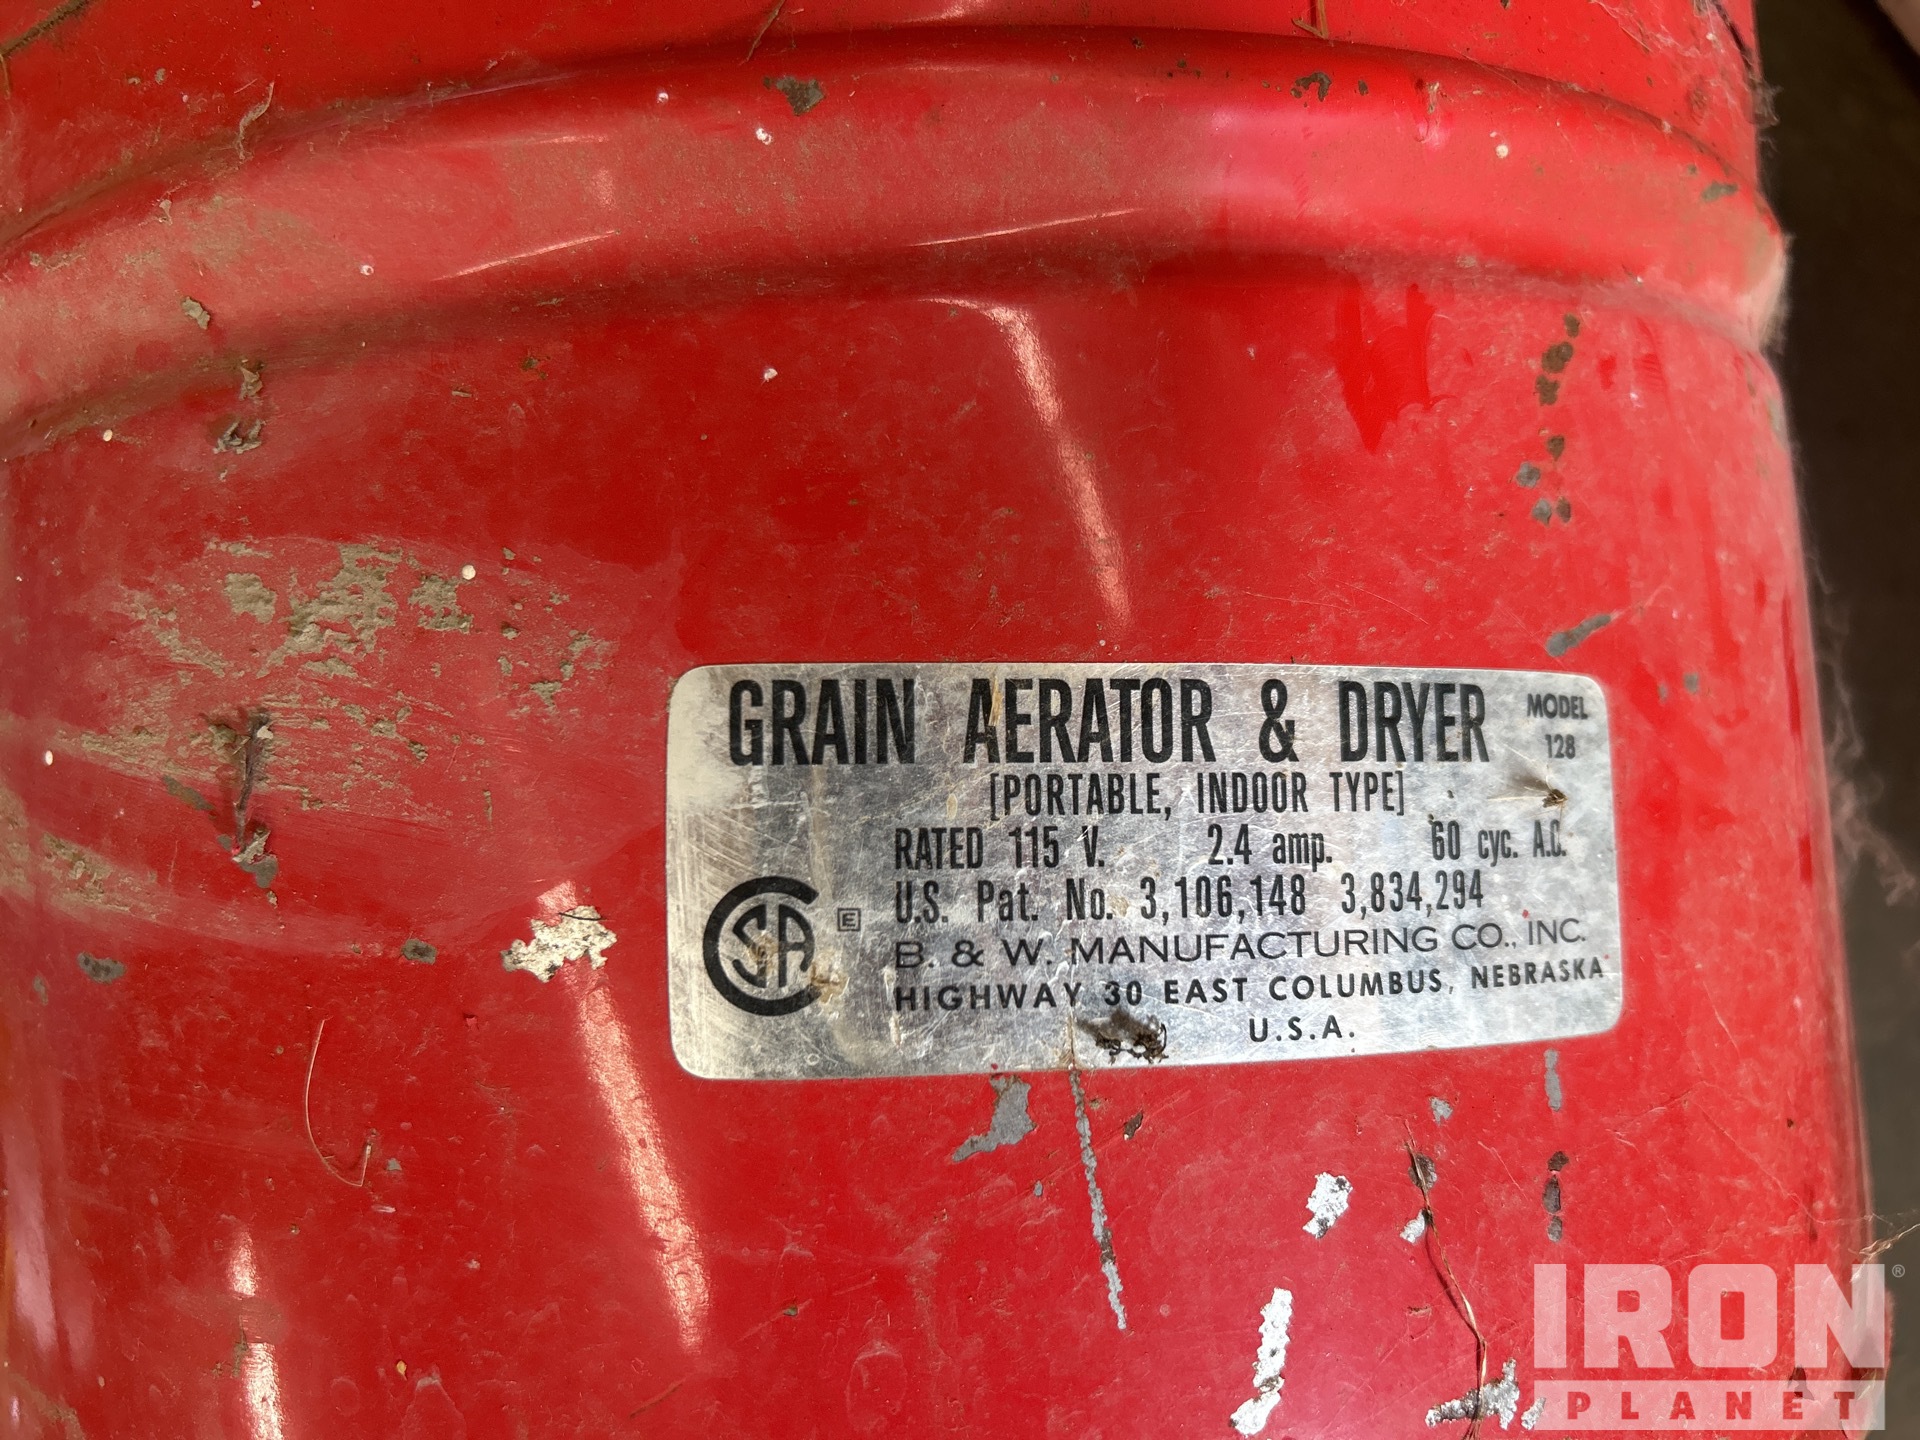 GRAIN AERATOR & DRYER MODEL 128
[PORTABLE, INDOOR TYPE]
RATED 115 V. 2.4 amp. 60 cyc. A.C.
U.S. Pat. No. 3,106,148 3,834,294
CSA E
B. & W. MANUFACTURING CO., INC.
HIGHWAY 30 EAST COLUMBUS, NEBRASKA
U.S.A.
IRON®
PLANET